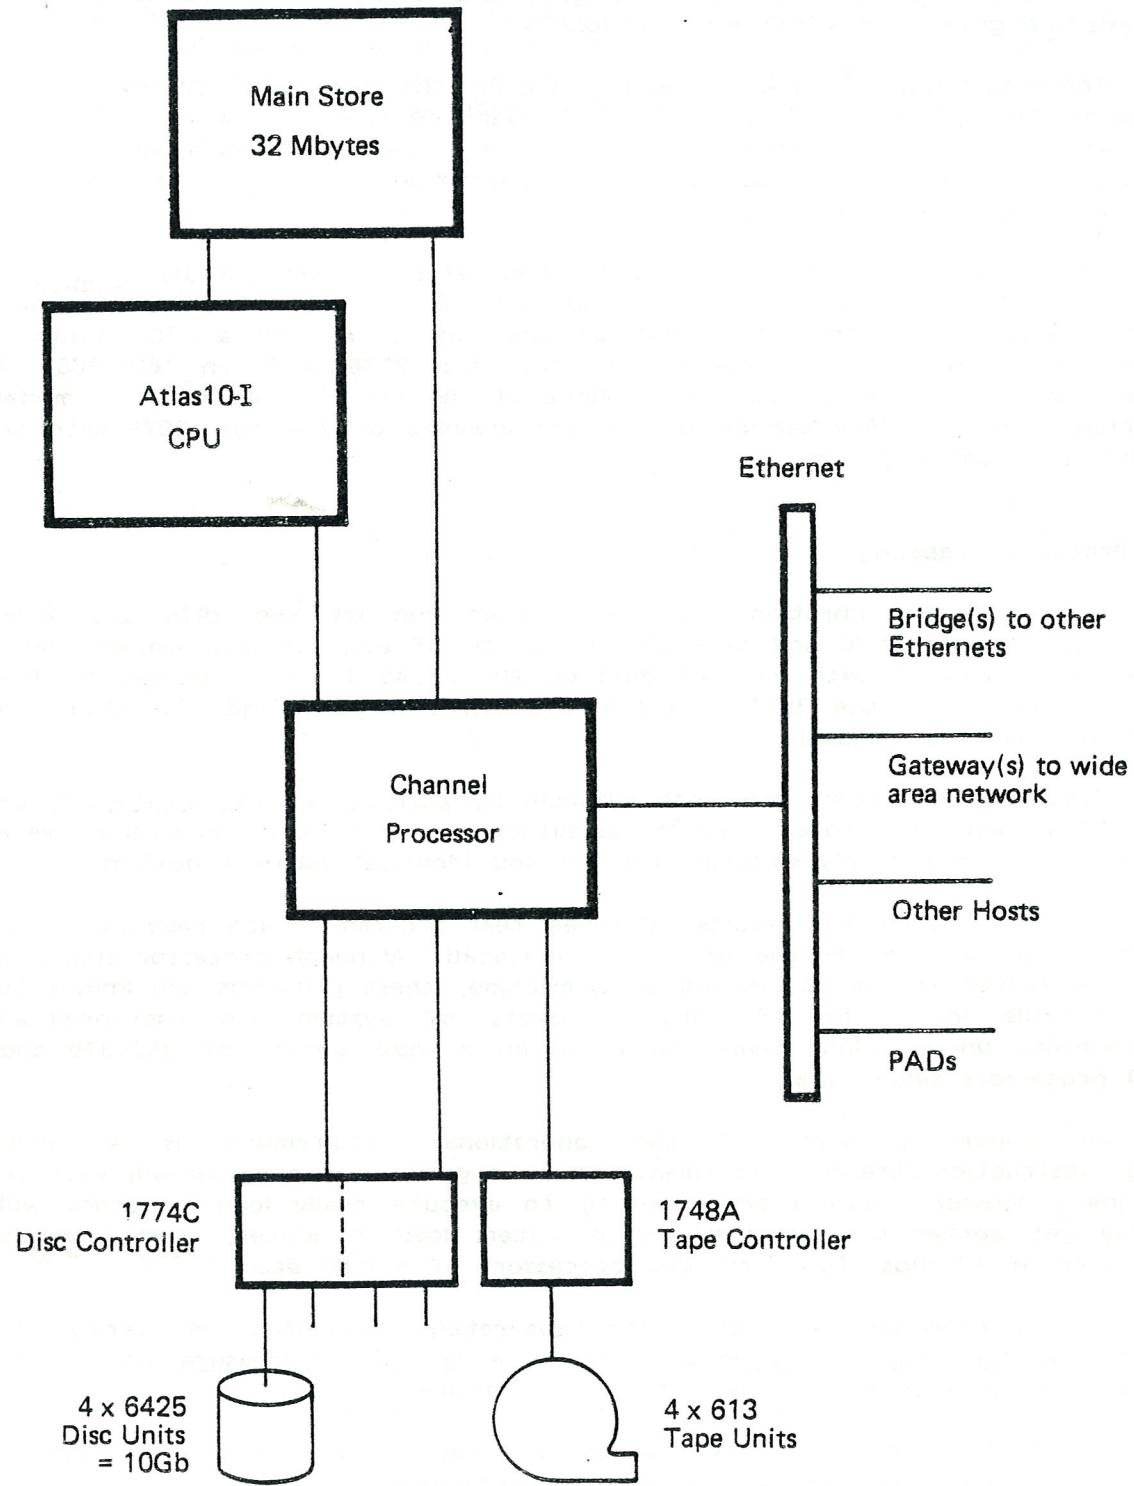 Main Store
32 Mbytes
Atlas10-I
CPU
Ethernet
Bridge(s) to other
Ethernets
Gateway(s) to wide
area network
Channel
Processor
Other Hosts
PADs
1774C
Disc Controller
1748A
Tape Controller
4 x 6425
Disc Units
= 10Gb
4 x 613
Tape Units